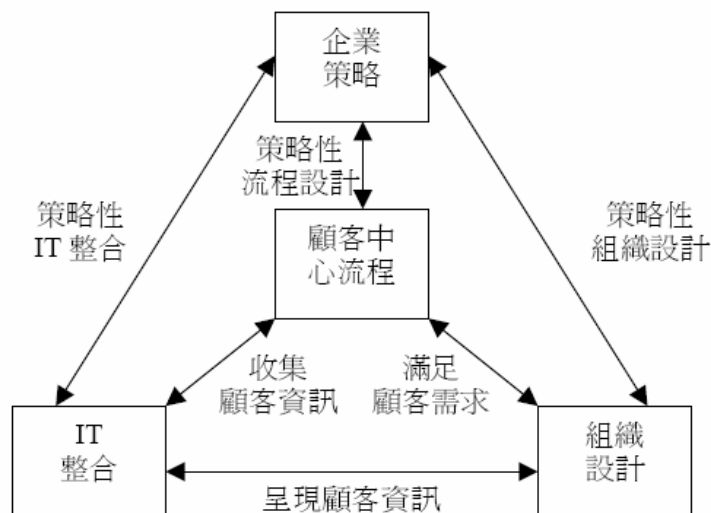 企業
策略
策略性
流程設計
策略性
IT 整合
顧客中
心流程
策略性
組織設計
收集
顧客資訊
滿足
顧客需求
IT
整合
組織
設計
呈現顧客資訊